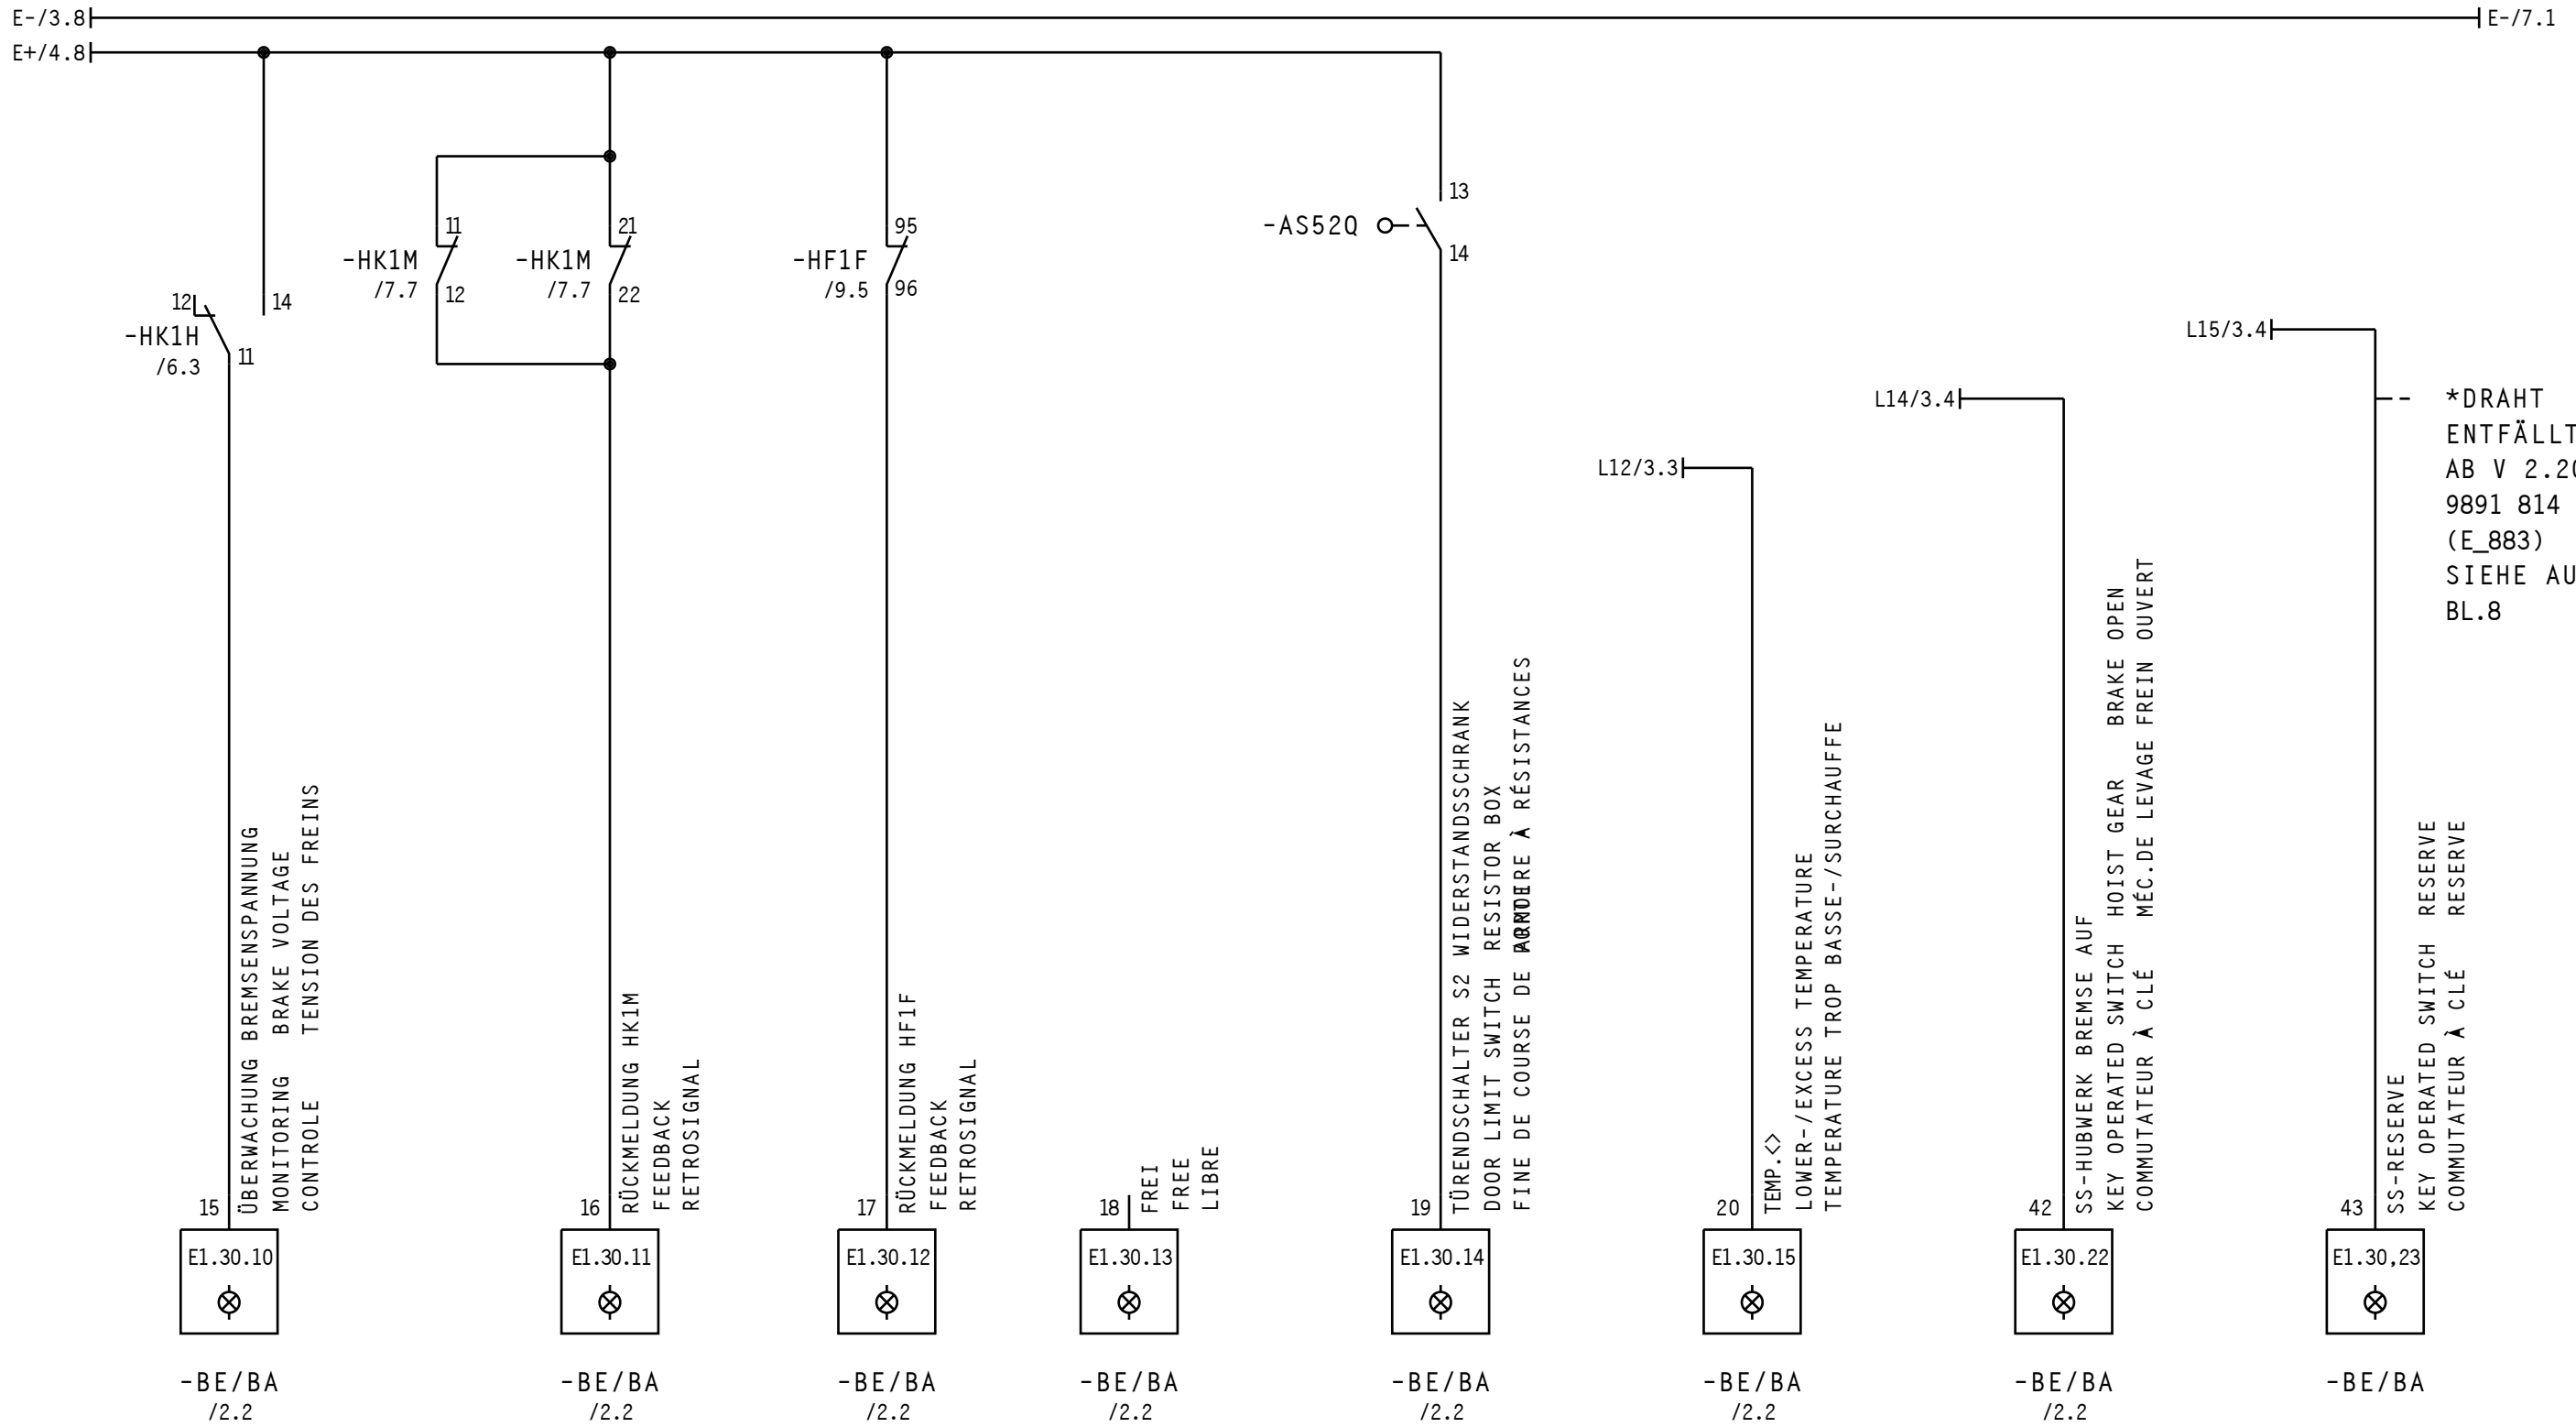 E-/3.8
E-/7.1
E+/4.8
13
-AS52Q
14
11
-HK1M
/7.7
12
21
-HK1M
/7.7
22
95
-HF1F
/9.5
96
12
14
-HK1H
/6.3
11
L15/3.4
L14/3.4
L12/3.3
*DRAHT
ENTFÄLLT
AB V 2.20
9891 814
(E_883)
SIEHE AU
BL.8
15
ÜBERWACHUNG BREMSENSPANNUNG
MONITORING BRAKE VOLTAGE
CONTROLE TENSION DES FREINS
E1.30.10
-BE/BA
/2.2
16
RÜCKMELDUNG HK1M
FEEDBACK
RETROSIGNAL
E1.30.11
-BE/BA
/2.2
17
RÜCKMELDUNG HF1F
FEEDBACK
RETROSIGNAL
E1.30.12
-BE/BA
/2.2
18
FREI
FREE
LIBRE
E1.30.13
-BE/BA
/2.2
19
TÜRENDSCHALTER S2 WIDERSTANDSSCHRANK
DOOR LIMIT SWITCH RESISTOR BOX
FINE DE COURSE DE À RÉSISTANCES
E1.30.14
-BE/BA
/2.2
20
TEMP.<>
LOWER-/EXCESS TEMPERATURE
TEMPERATURE TROP BASSE-/SURCHAUFFE
E1.30.15
-BE/BA
/2.2
42
SS-HUBWERK BREMSE AUF
KEY OPERATED SWITCH HOIST GEAR BRAKE OPEN
COMMUTATEUR À CLÉ MÉC.DE LEVAGE FREIN OUVERT
E1.30.22
-BE/BA
/2.2
43
SS-RESERVE
KEY OPERATED SWITCH RESERVE
COMMUTATEUR À CLÉ RESERVE
E1.30,23
-BE/BA